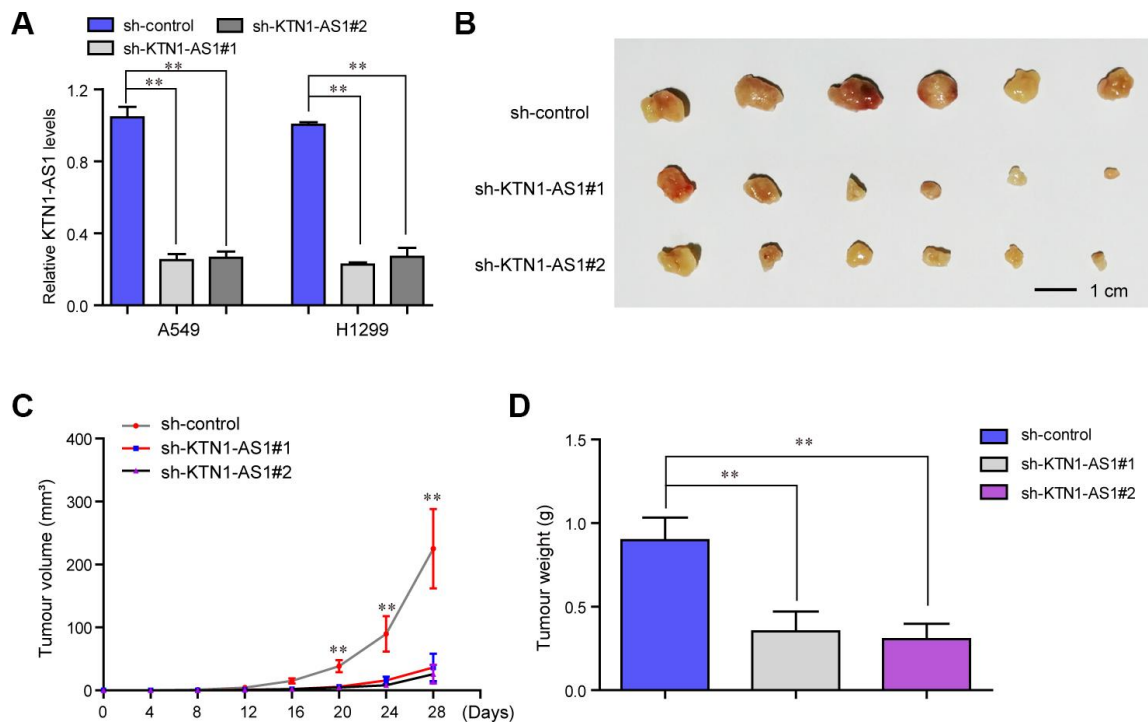 A
sh-control
sh-KTN1-AS1#2
sh-KTN1-AS1#1
Relative KTN1-AS1 levels
1.2
0.8
0.4
0.0
**
**
**
**
A549
H1299
B
sh-control
sh-KTN1-AS1#1
sh-KTN1-AS1#2
1 cm
C
sh-control
sh-KTN1-AS1#1
sh-KTN1-AS1#2
Tumour volume (mm³)
400
300
200
100
0
**
**
**
0 4 8 12 16 20 24 28 (Days)
D
sh-control
sh-KTN1-AS1#1
sh-KTN1-AS1#2
Tumour weight (g)
1.5
1.0
0.5
0.0
**
**